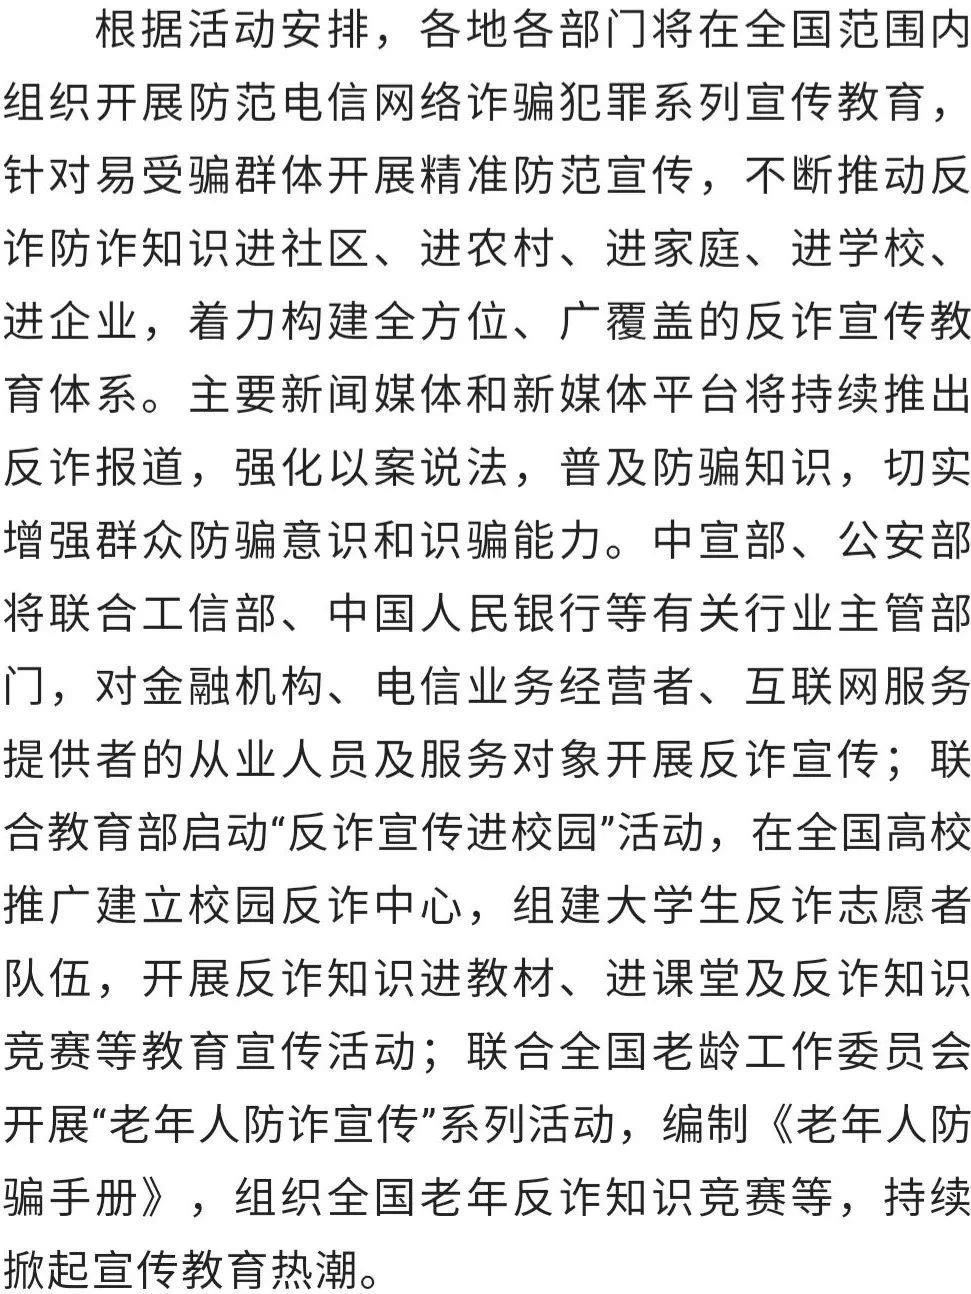 根据活动安排，各地各部门将在全国范围内
组织开展防范电信网络诈骗犯罪系列宣传教育，
针对易受骗群体开展精准防范宣传，不断推动反
诈防诈知识进社区、进农村、进家庭、进学校、
进企业，着力构建全方位、广覆盖的反诈宣传教
育体系。主要新闻媒体和新媒体平台将持续推出
反诈报道，强化以案说法，普及防骗知识，切实
增强群众防骗意识和识骗能力。中宣部、公安部
将联合工信部、中国人民银行等有关行业主管部
门，对金融机构、电信业务经营者、互联网服务
提供者的从业人员及服务对象开展反诈宣传；联
合教育部启动“反诈宣传进校园”活动，在全国高校
推广建立校园反诈中心，组建大学生反诈志愿者
队伍，开展反诈知识进教材、进课堂及反诈知识
竞赛等教育宣传活动；联合全国老龄工作委员会
开展“老年人防诈宣传”系列活动，编制《老年人防
骗手册》，组织全国老年反诈知识竞赛等，持续
掀起宣传教育热潮。